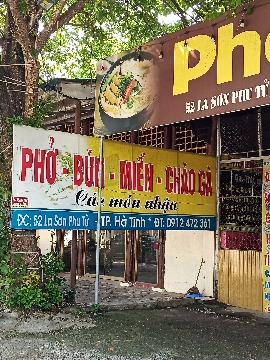 Phở
52 LA SƠN PHU TỬ
PHỞ - BÚN - MIẾN - CHÁO GÀ
Các món nhậu
ĐC: 52 La Sơn Phu Tử - TP. Hà Tĩnh * ĐT: 0912 472 361